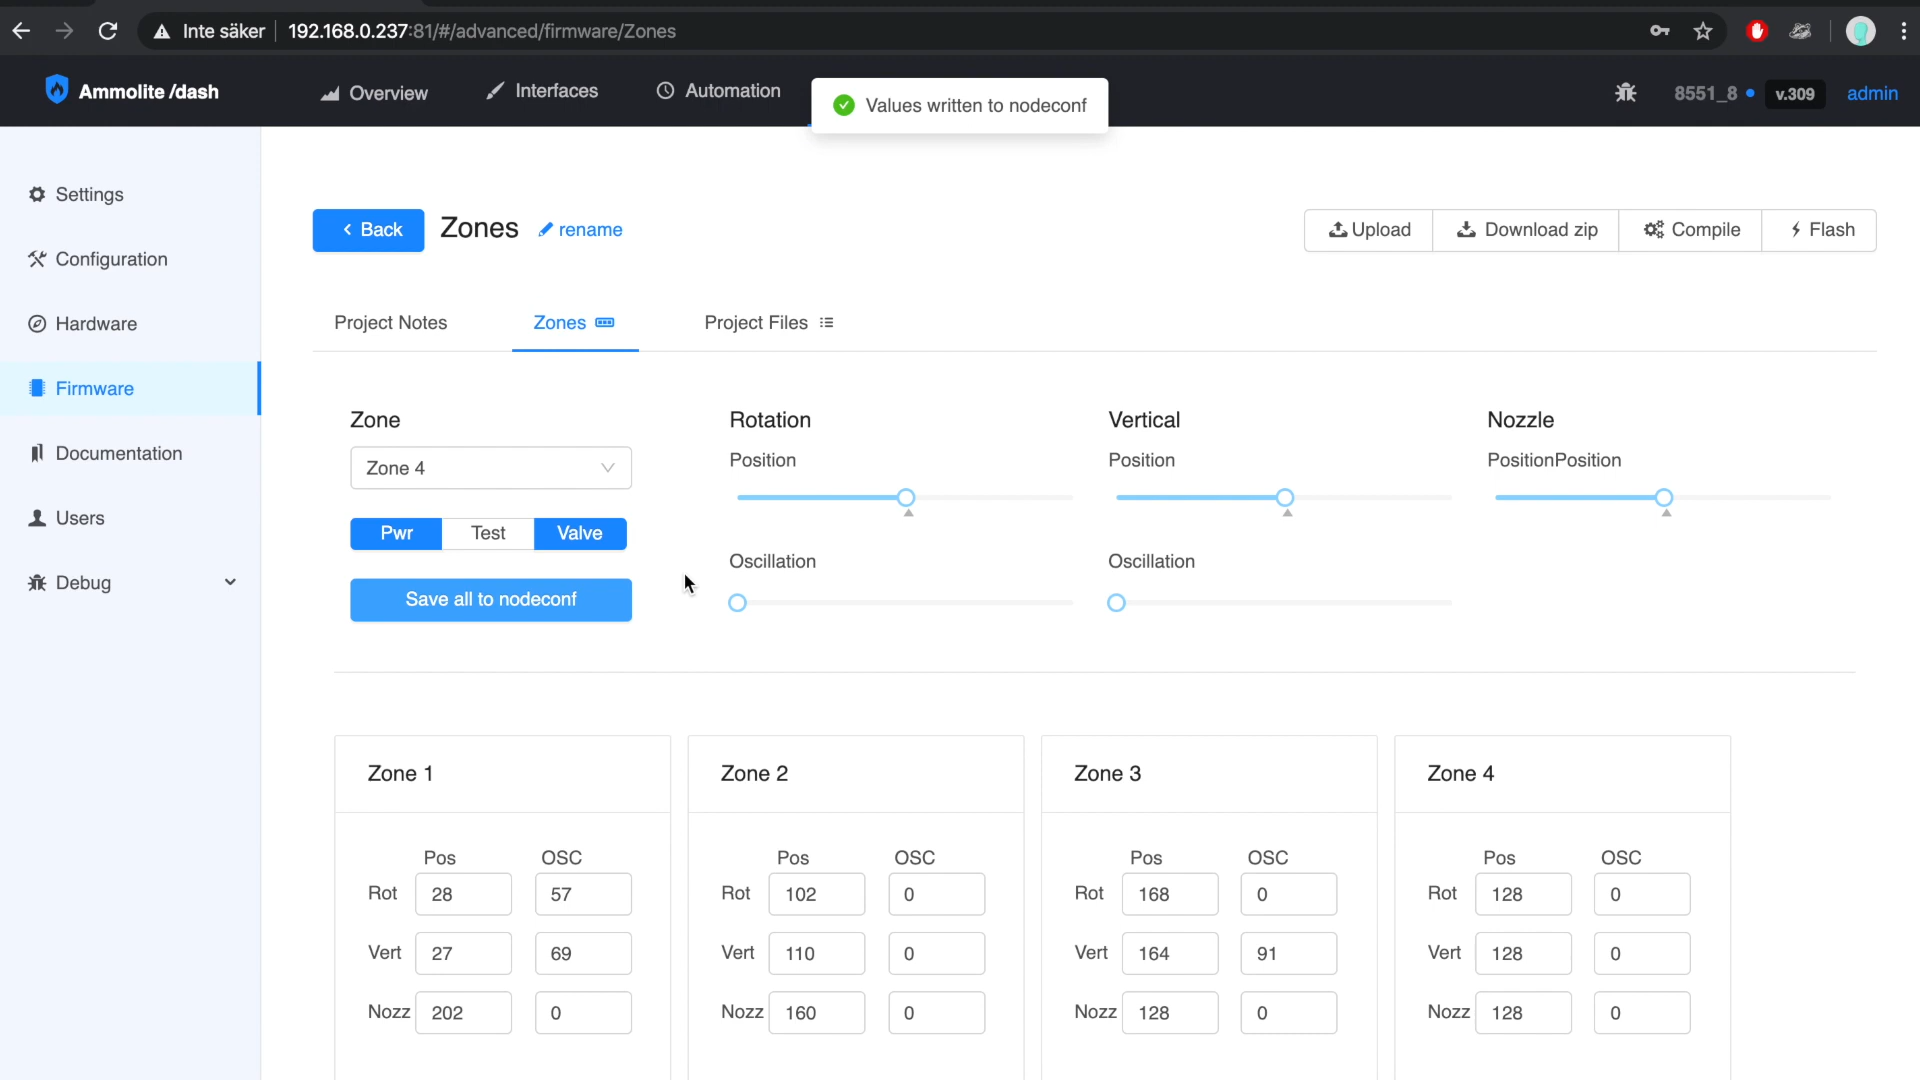 Inte säker 192.168.0.237:81/#/advanced/firmware/Zones
Ammolite /dash Overview Interfaces Automation Values written to nodeconf 8551_8 v.309 admin
Settings
Configuration
Hardware
Firmware
Documentation
Users
Debug
Back Zones rename Upload Download zip Compile Flash
Project Notes Zones Project Files
Zone Rotation Vertical Nozzle
Position Position PositionPosition
Zone 4
Pwr Test Valve
Oscillation Oscillation
Save all to nodeconf
Zone 1 Zone 2 Zone 3 Zone 4
Pos OSC Pos OSC Pos OSC Pos OSC
Rot 28 57 Rot 102 0 Rot 168 0 Rot 128 0
Vert 27 69 Vert 110 0 Vert 164 91 Vert 128 0
Nozz 202 0 Nozz 160 0 Nozz 128 0 Nozz 128 0